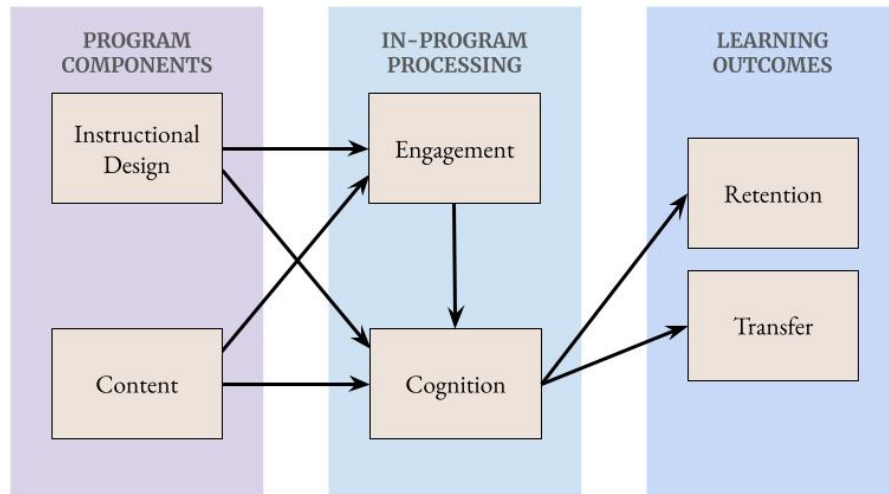 PROGRAM
COMPONENTS
IN-PROGRAM
PROCESSING
LEARNING
OUTCOMES
Instructional
Design
Engagement
Retention
Transfer
Content
Cognition